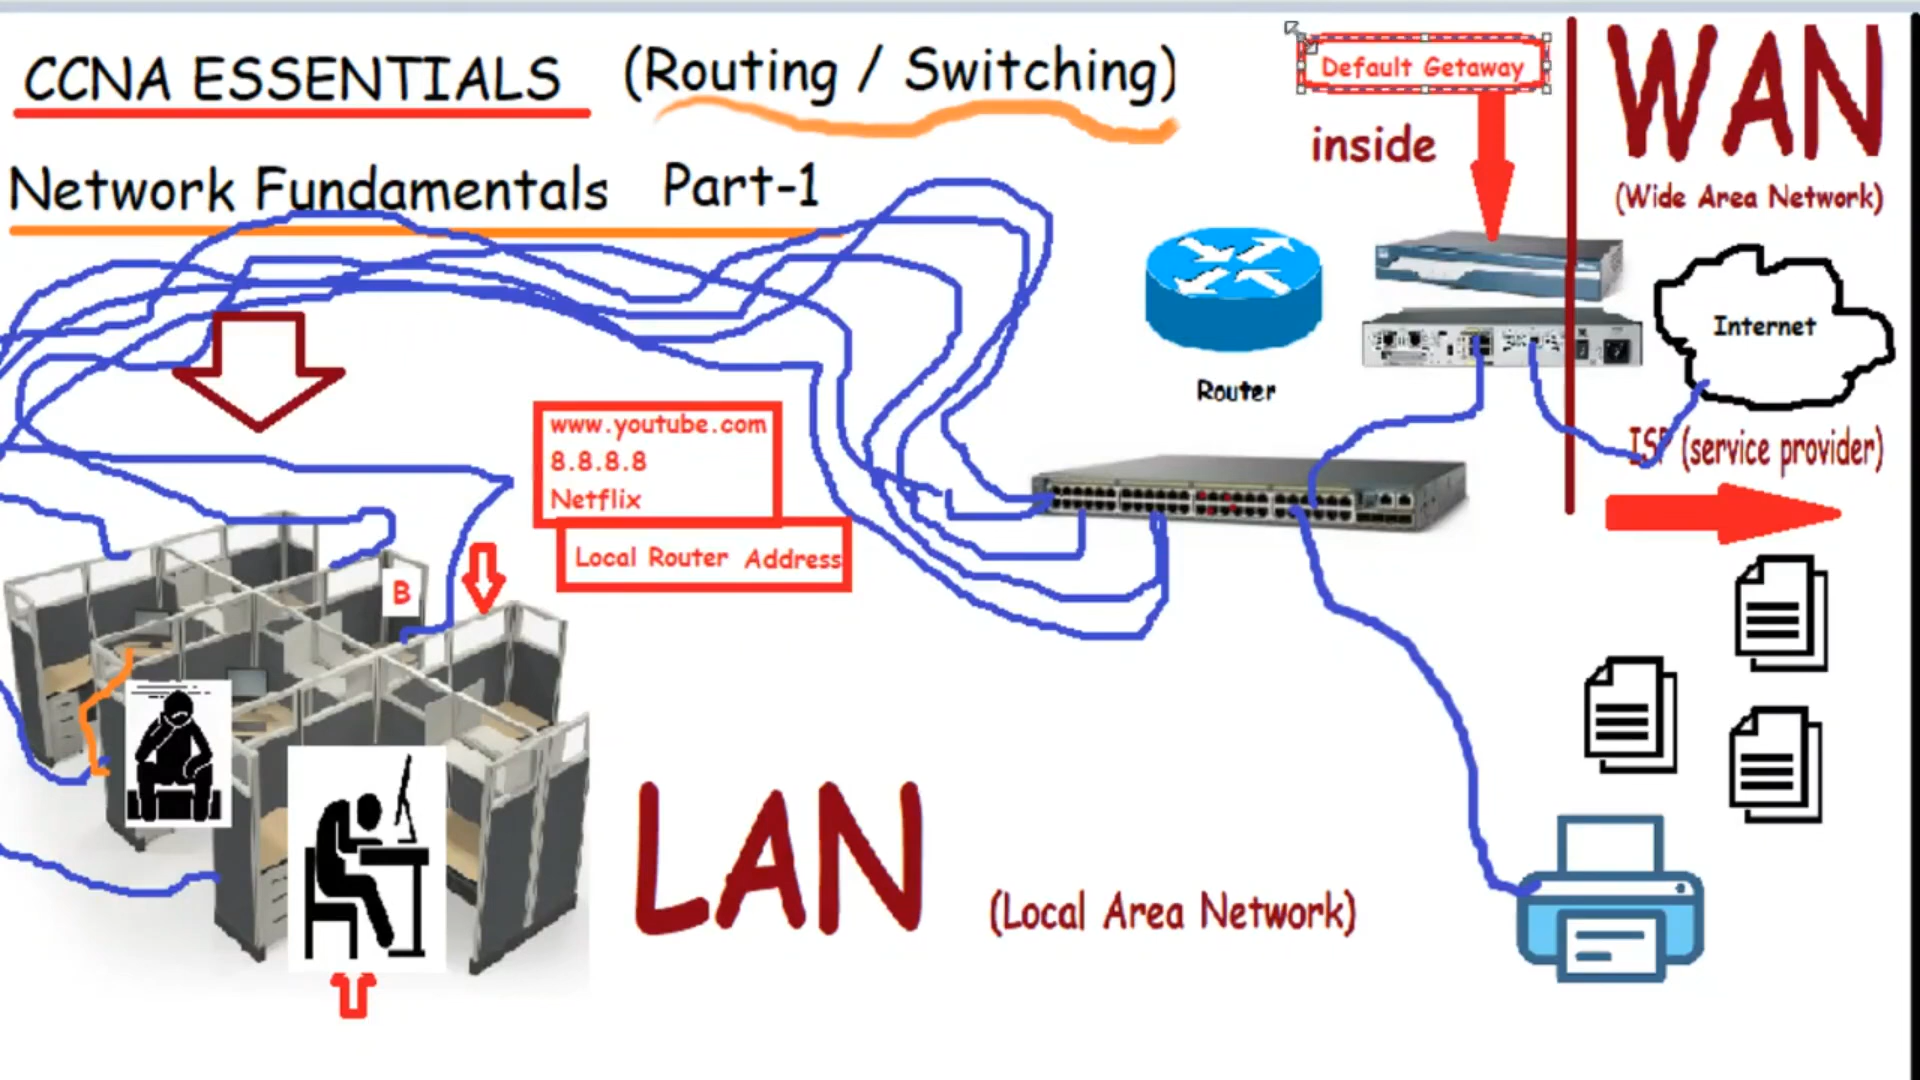 CCNA ESSENTIALS (Routing / Switching)
Network Fundamentals Part-1
Default Getaway
inside
WAN
(Wide Area Network)
Internet
Router
ISP (service provider)
www.youtube.com
8.8.8.8
Netflix
Local Router Address
B
LAN
(Local Area Network)